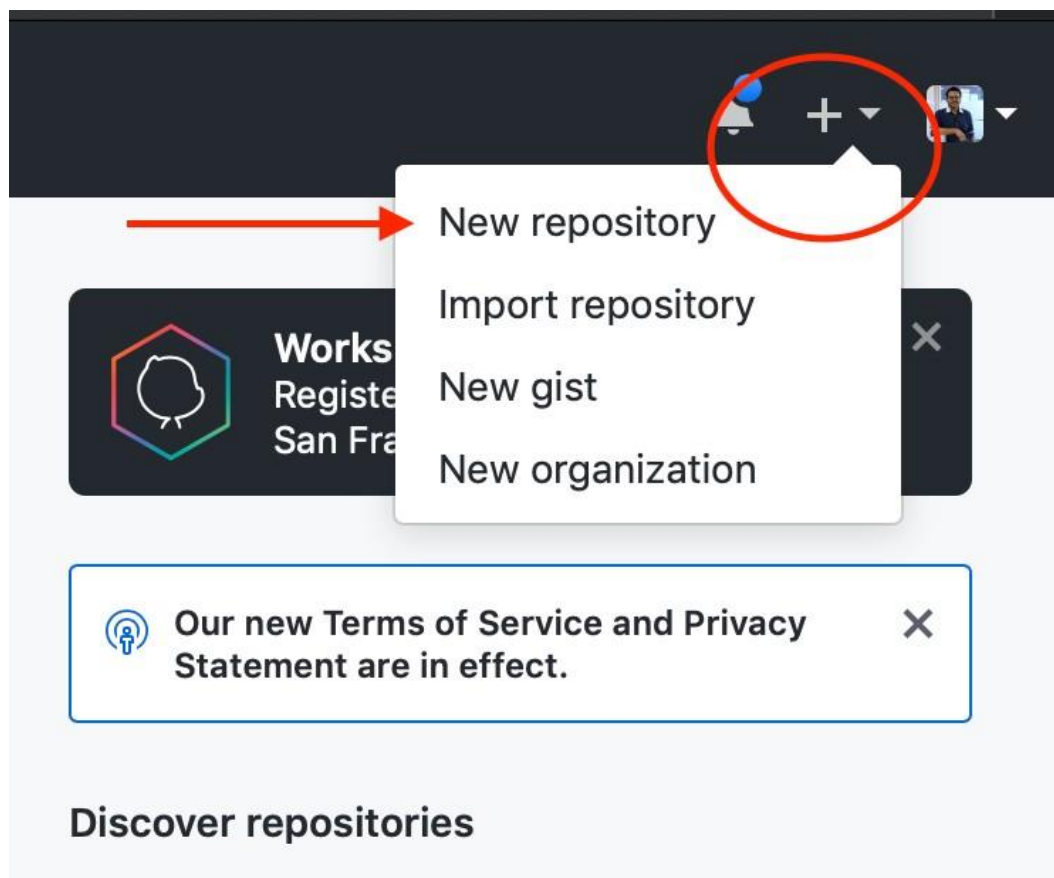 New repository
Import repository
New gist
New organization
Works
Registe
San Fra
Our new Terms of Service and Privacy
Statement are in effect.
Discover repositories